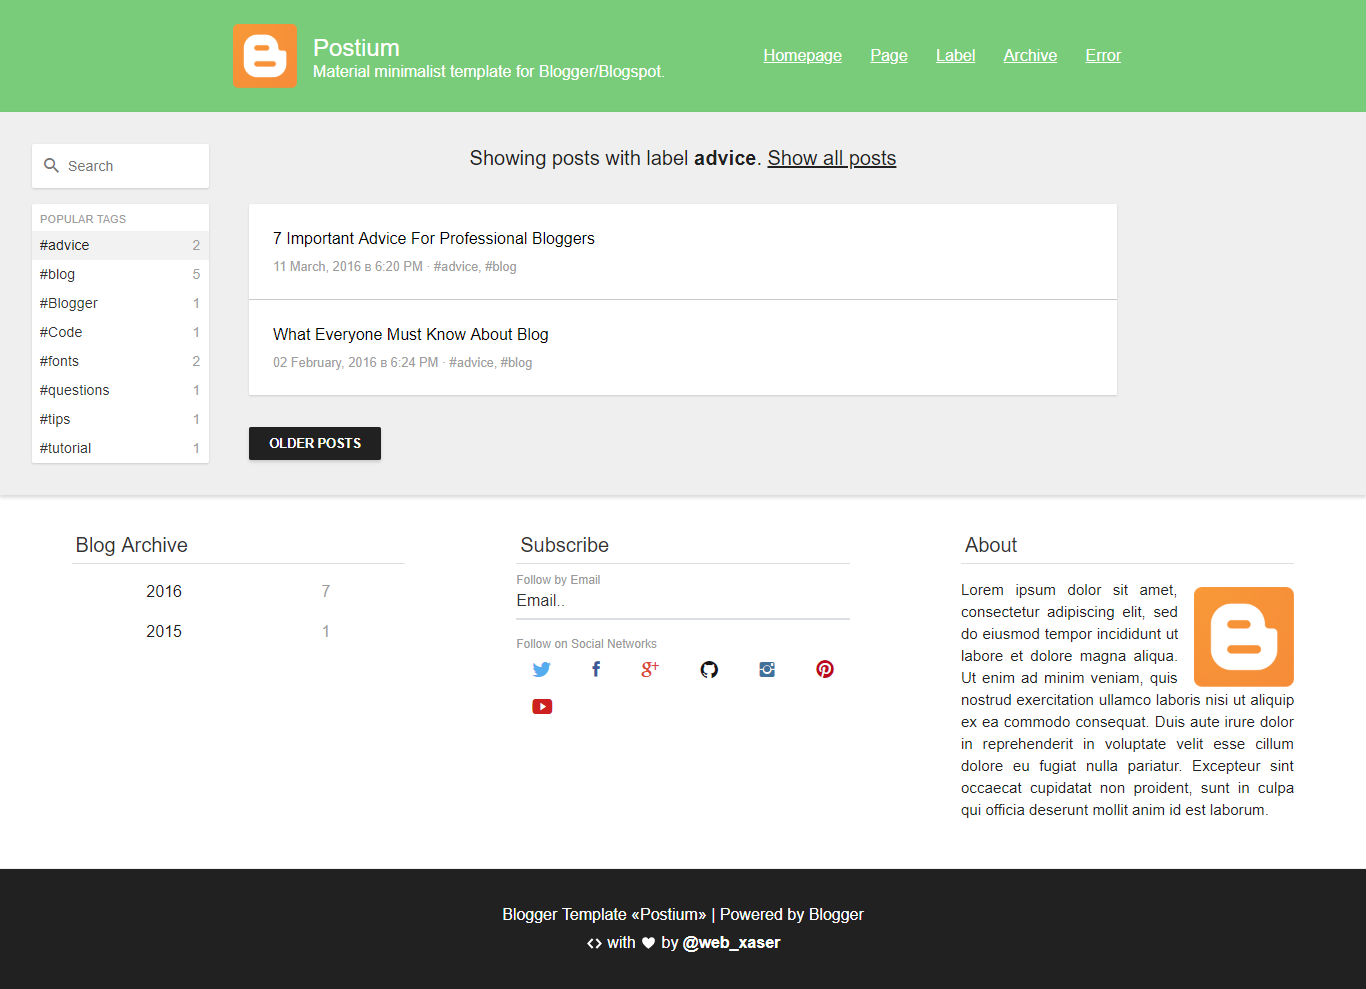 Postium
Material minimalist template for Blogger/Blogspot.
Homepage Page Label Archive Error
Search
POPULAR TAGS
#advice 2
#blog 5
#Blogger 1
#Code 1
#fonts 2
#questions 1
#tips 1
#tutorial 1
Showing posts with label advice. Show all posts
7 Important Advice For Professional Bloggers
11 March, 2016 в 6:20 PM · #advice, #blog
What Everyone Must Know About Blog
02 February, 2016 в 6:24 PM · #advice, #blog
OLDER POSTS
Blog Archive
2016 7
2015 1
Subscribe
Follow by Email
Email..
Follow on Social Networks
About
Lorem ipsum dolor sit amet,
consectetur adipiscing elit, sed
do eiusmod tempor incididunt ut
labore et dolore magna aliqua.
Ut enim ad minim veniam, quis
nostrud exercitation ullamco laboris nisi ut aliquip
ex ea commodo consequat. Duis aute irure dolor
in reprehenderit in voluptate velit esse cillum
dolore eu fugiat nulla pariatur. Excepteur sint
occaecat cupidatat non proident, sunt in culpa
qui officia deserunt mollit anim id est laborum.
Blogger Template «Postium» | Powered by Blogger
with by @web_xaser